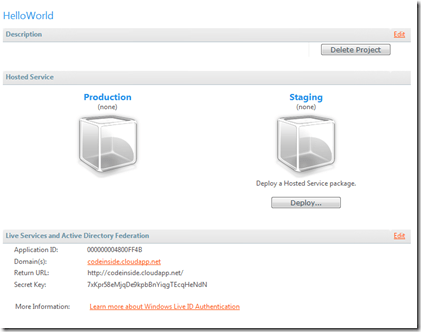 HelloWorld
Description Edit
Delete Project
Hosted Service
Production Staging
(none) (none)
Deploy a Hosted Service package.
Deploy...
Live Services and Active Directory Federation Edit
Application ID: 000000004800FF4B
Domain(s): codeinside.cloudapp.net
Return URL: http://codeinside.cloudapp.net/
Secret Key: 7xKpr58eMjqDe9kpbBnYiqgTEcqHeNdN
More Information: Learn more about Windows Live ID Authentication